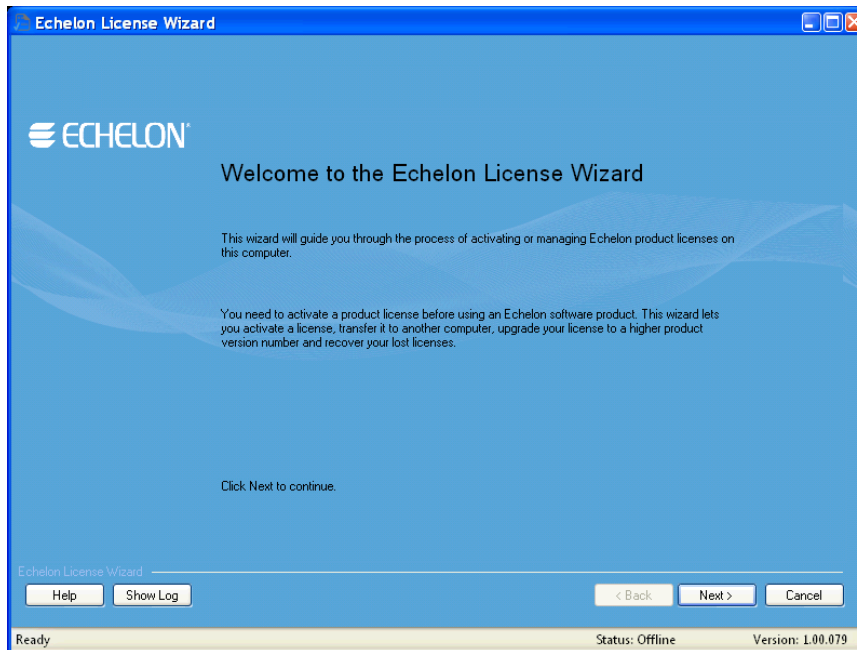 Echelon License Wizard
ECHELON
Welcome to the Echelon License Wizard
This wizard will guide you through the process of activating or managing Echelon product licenses on
this computer.
You need to activate a product license before using an Echelon software product. This wizard lets
you activate a license, transfer it to another computer, upgrade your license to a higher product
version number and recover your lost licenses.
Click Next to continue.
Echelon License Wizard
Help Show Log < Back Next > Cancel
Ready Status: Offline Version: 1.00.079